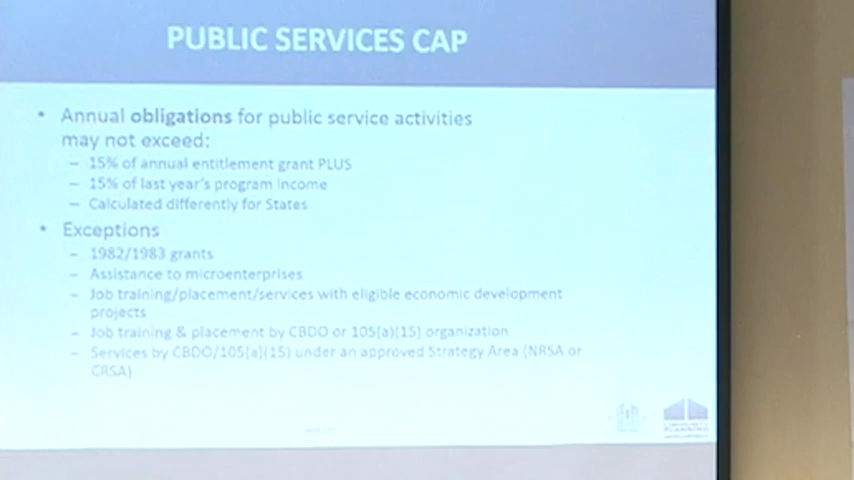 PUBLIC SERVICES CAP
• Annual obligations for public service activities
may not exceed:
– 15% of annual entitlement grant PLUS
– 15% of last year's program income
– Calculated differently for States
• Exceptions
– 1982/1983 grants
– Assistance to microenterprises
– Job training/placement/services with eligible economic development
projects
– Job training & placement by CBDO or 105(a)(15) organization
– Services by CBDO/105(a)(15) under an approved Strategy Area (NRSA or
CRSA)
COMMUNITY
PLANNING
DEVELOPMENT